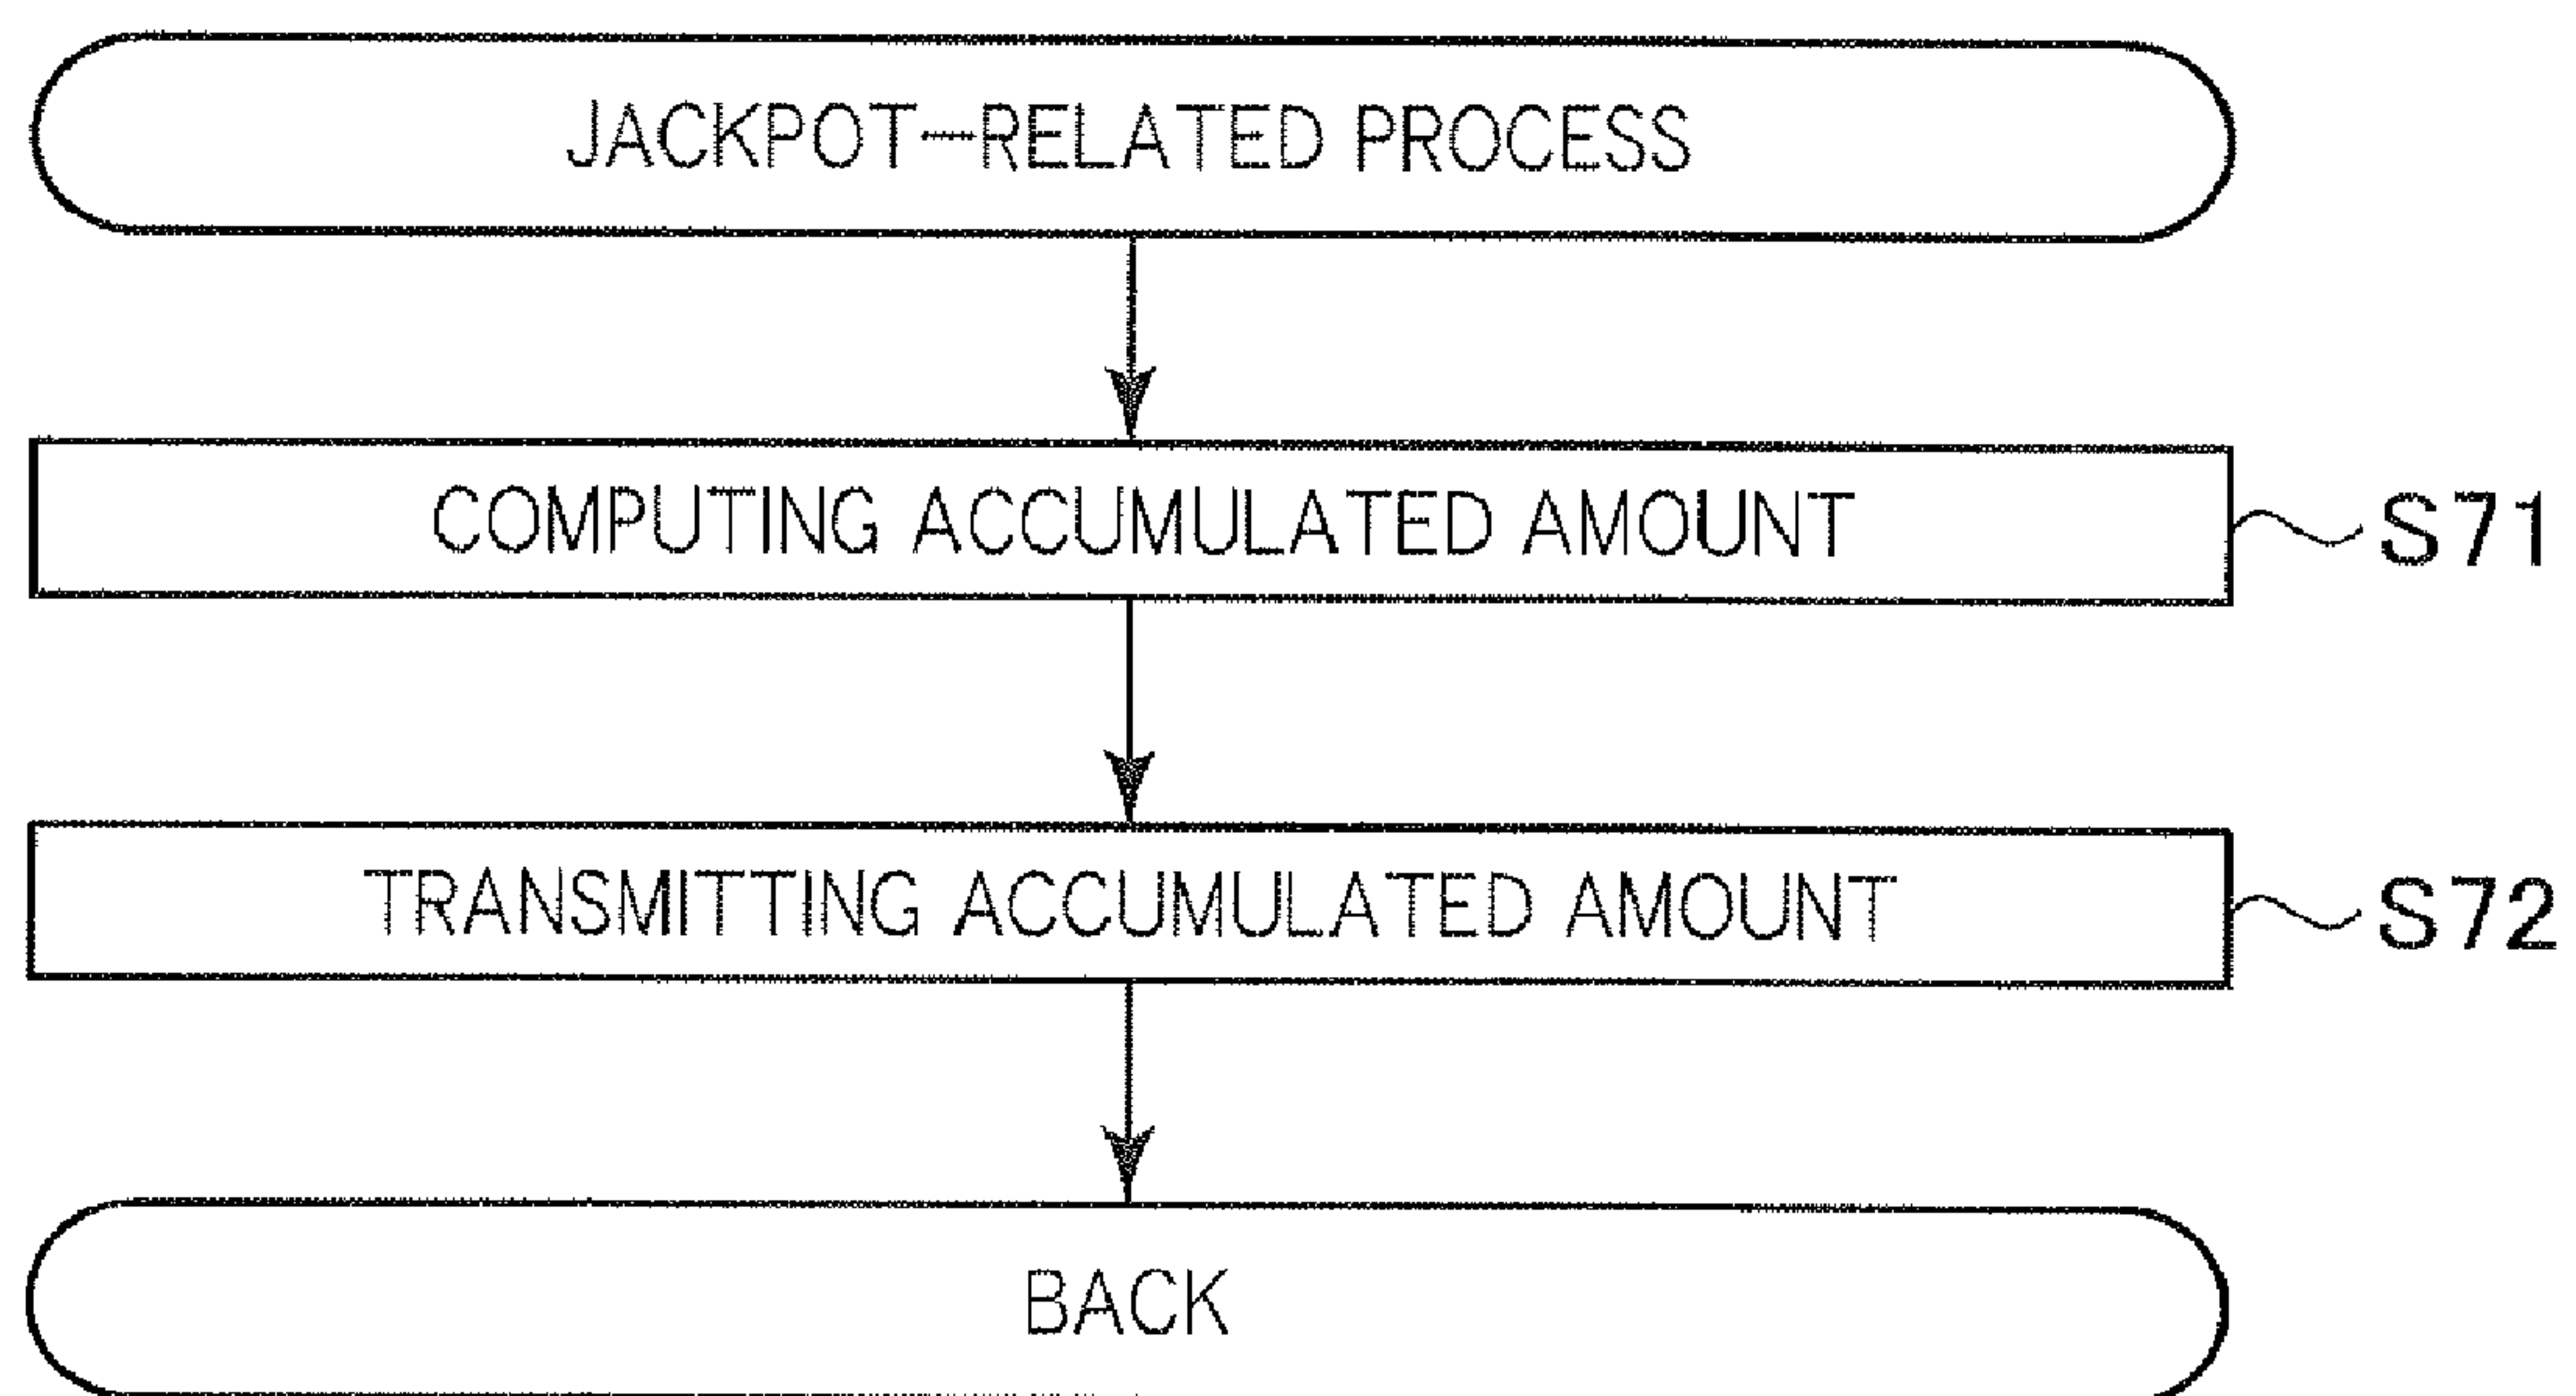 JACKPOT-RELATED PROCESS
COMPUTING ACCUMULATED AMOUNT
S71
TRANSMITTING ACCUMULATED AMOUNT
S72
BACK